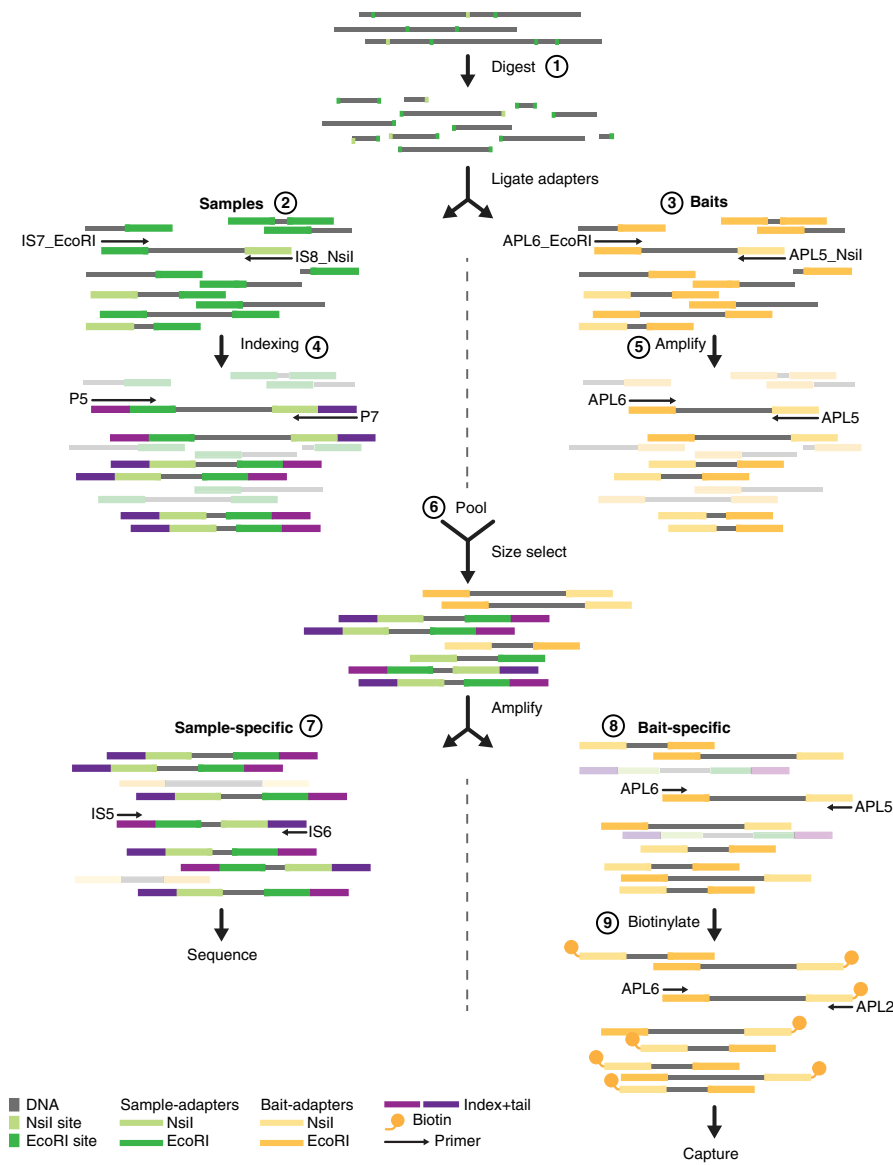 Digest 1
Ligate adapters
Samples 2
3 Baits
IS7_EcoRI
IS8_NsiI
APL6_EcoRI
APL5_NsiI
Indexing 4
5 Amplify
P5
P7
APL6
APL5
6 Pool
Size select
Amplify
Sample-specific 7
8 Bait-specific
IS5
IS6
APL6
APL5
Sequence
9 Biotinylate
APL6
APL2
DNA
NsiI site
EcoRI site
Sample-adapters
NsiI
EcoRI
Bait-adapters
NsiI
EcoRI
Index+tail
Biotin
Primer
Capture